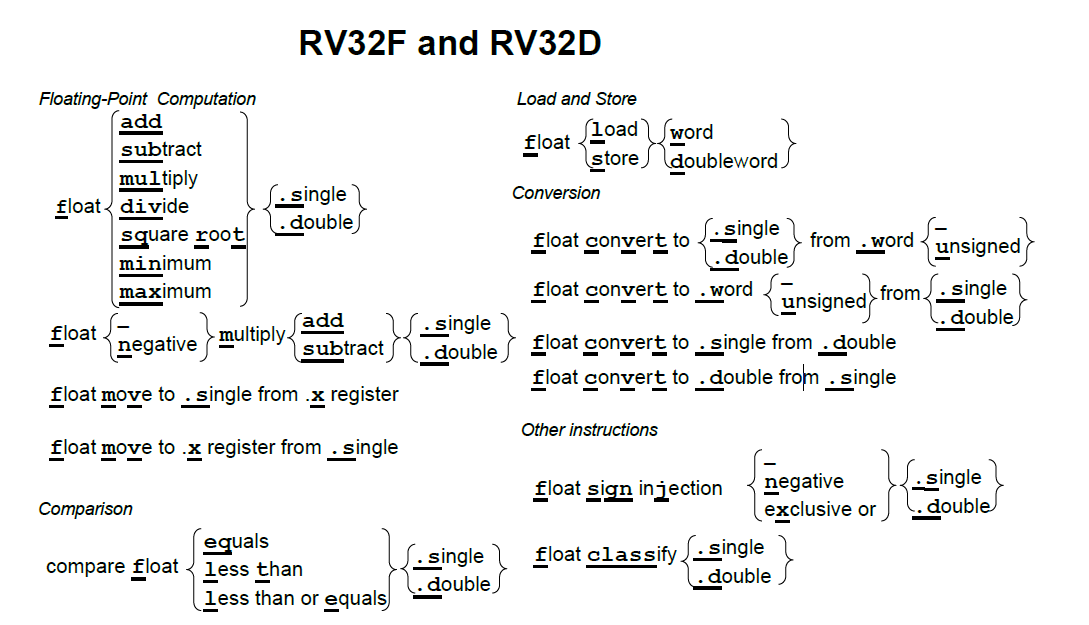 RV32F and RV32D
Floating-Point Computation
float
add
subtract
multiply
divide
square root
minimum
maximum
.single
.double
float
–
negative
multiply
add
subtract
.single
.double
float move to .single from .x register
float move to .x register from .single
Comparison
compare float
equals
less than
less than or equals
.single
.double
Load and Store
float
load
store
word
doubleword
Conversion
float convert to
.single
.double
from .word
–
unsigned
float convert to .word
–
unsigned
from
.single
.double
float convert to .single from .double
float convert to .double from .single
Other instructions
float sign injection
–
negative
exclusive or
.single
.double
float classify
.single
.double